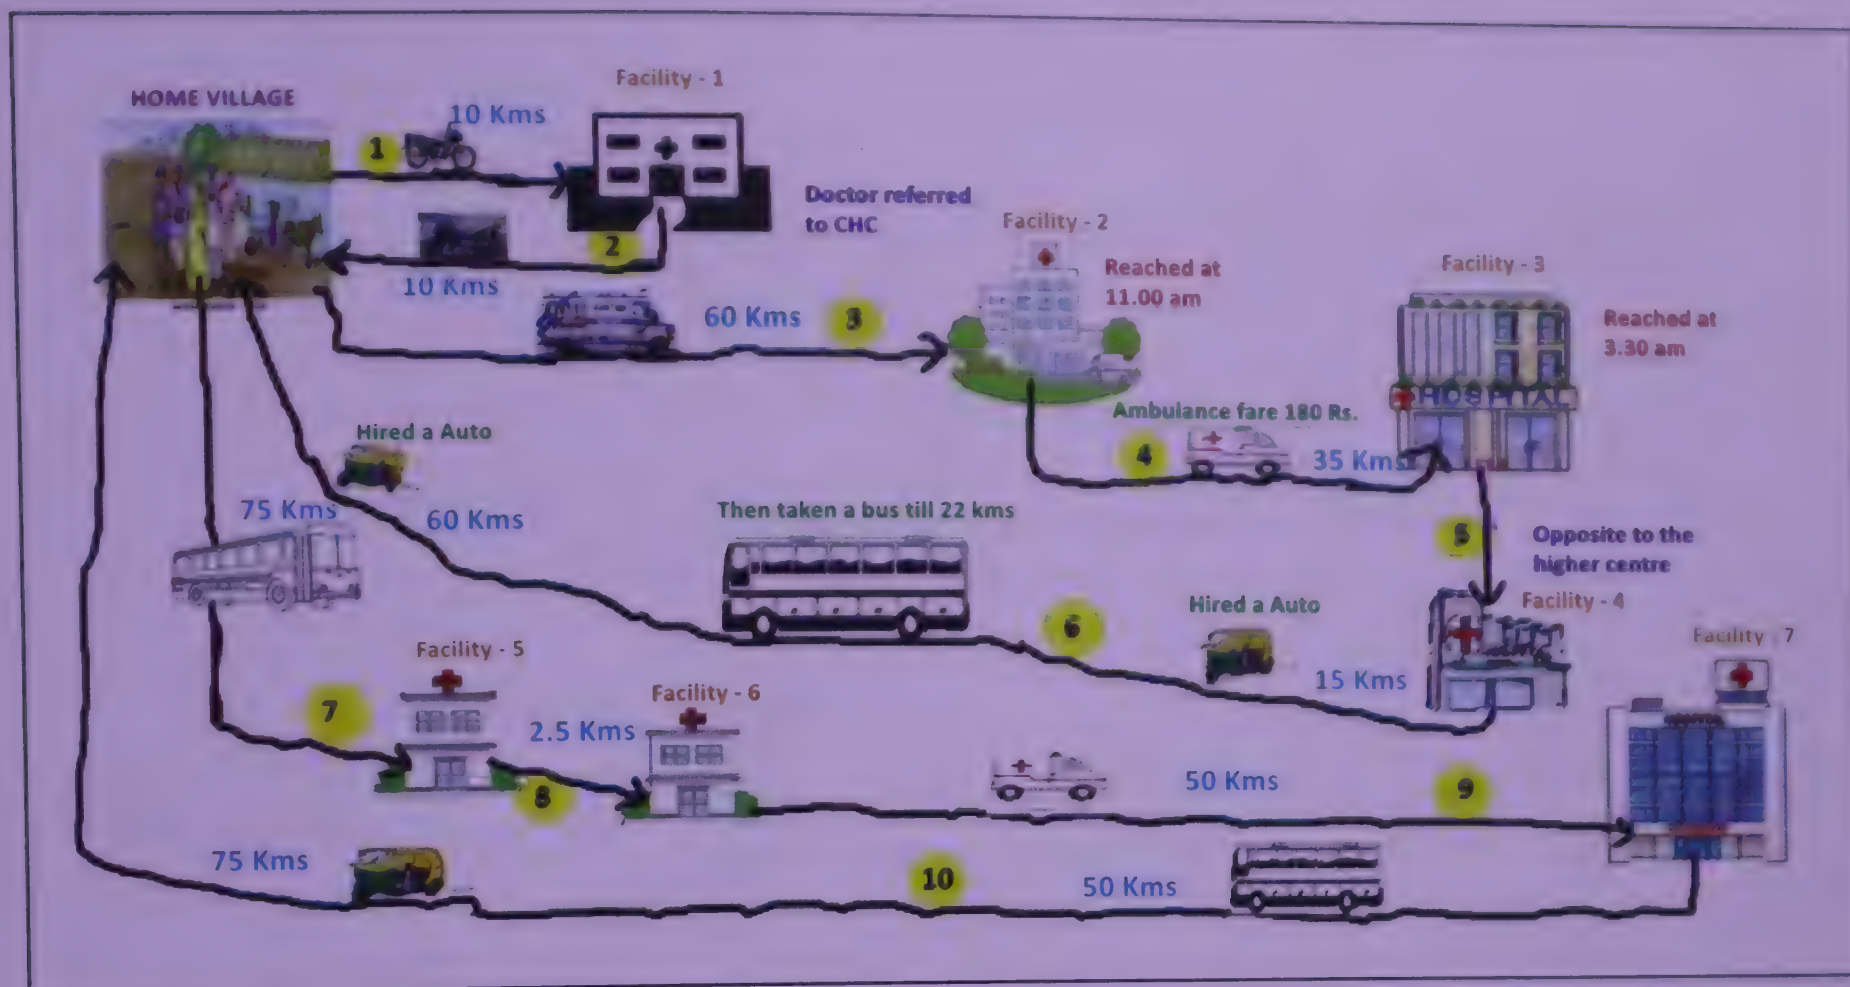 HOME VILLAGE
Facility - 1
10 Kms
1
Doctor referred
to CHC
2
10 Kms
Facility - 2
Reached at
11.00 am
60 Kms
3
Facility - 3
Reached at
3.30 am
HOSPITAL
Ambulance fare 180 Rs.
4
35 Kms
5
Opposite to the
higher centre
Facility - 4
Hired a Auto
15 Kms
6
Then taken a bus till 22 kms
Hired a Auto
60 Kms
75 Kms
7
Facility - 5
8
2.5 Kms
Facility - 6
50 Kms
9
Facility - 7
50 Kms
10
75 Kms